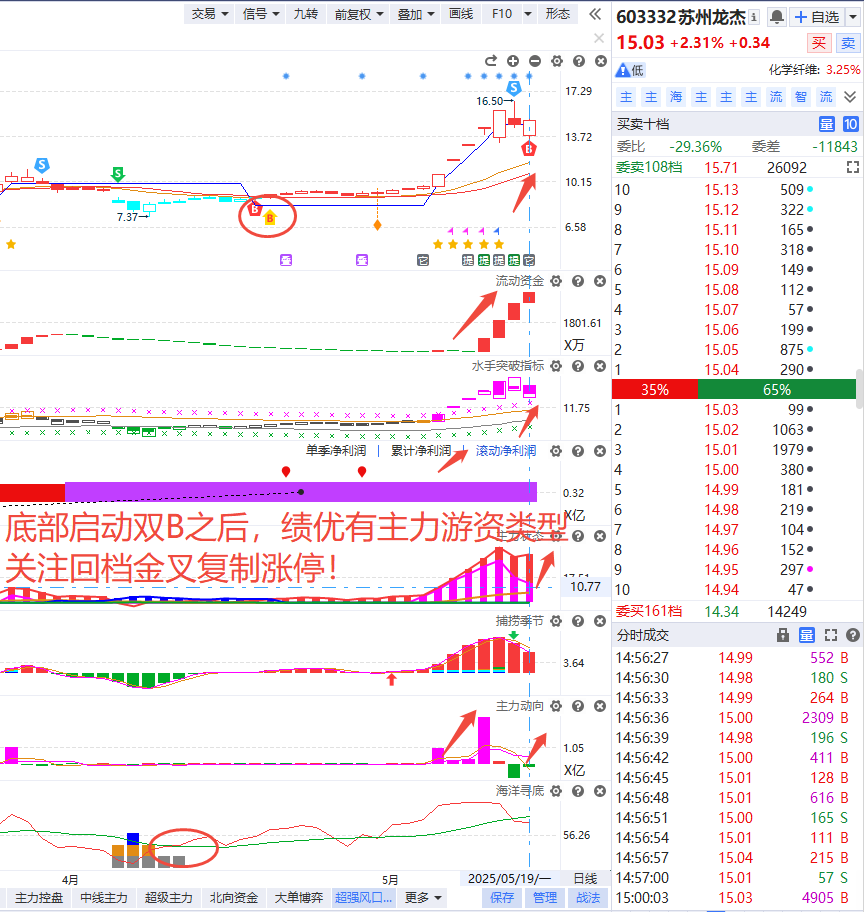 交易 信号 九转 前复权 叠加 画线 F10 形态
603332苏州龙杰
自选
15.03 +2.31% +0.34
买 卖
低
化学纤维: 3.25%
主 主 海 主 主 主 流 智 流
买卖十档
量 10
委比 -29.36% 委差 -11843
委卖108档 15.71 26092
10 15.13 509
9 15.12 322
8 15.11 165
7 15.10 318
6 15.09 149
5 15.08 112
4 15.07 57
3 15.06 199
2 15.05 875
1 15.04 290
35% 65%
1 15.03 99
2 15.02 1063
3 15.01 1979
4 15.00 380
5 14.99 181
6 14.98 219
7 14.97 104
8 14.96 152
9 14.95 297
10 14.94 47
委买161档 14.34 14249
分时成交
量
14:56:27 14.99 552 B
14:56:30 14.98 180 S
14:56:33 14.99 264 B
14:56:36 15.00 2309 B
14:56:39 14.98 196 S
14:56:42 15.00 411 B
14:56:45 15.01 128 B
14:56:48 15.01 616 B
14:56:51 15.00 165 S
14:56:54 15.01 111 B
14:56:57 15.04 215 B
14:57:00 15.01 57 S
15:00:03 15.03 4905 B
17.29
16.50
S
13.72
B
S
S
10.15
7.37
B
B
6.58
流动资金
1801.61
X万
水手突破指标
11.75
单季净利润 | 累计净利润 | 滚动净利润
0.32
X亿
底部启动双B之后，绩优有主力游资类型
关注回档金叉复制涨停！
10.77
捕捞季节
3.64
主力动向
1.05
X亿
海洋寻底
56.26
4月 5月 2025/05/19/一 日线
主力控盘 中线主力 超级主力 北向资金 大单博弈 超强风口... 更多 保存 管理 战法